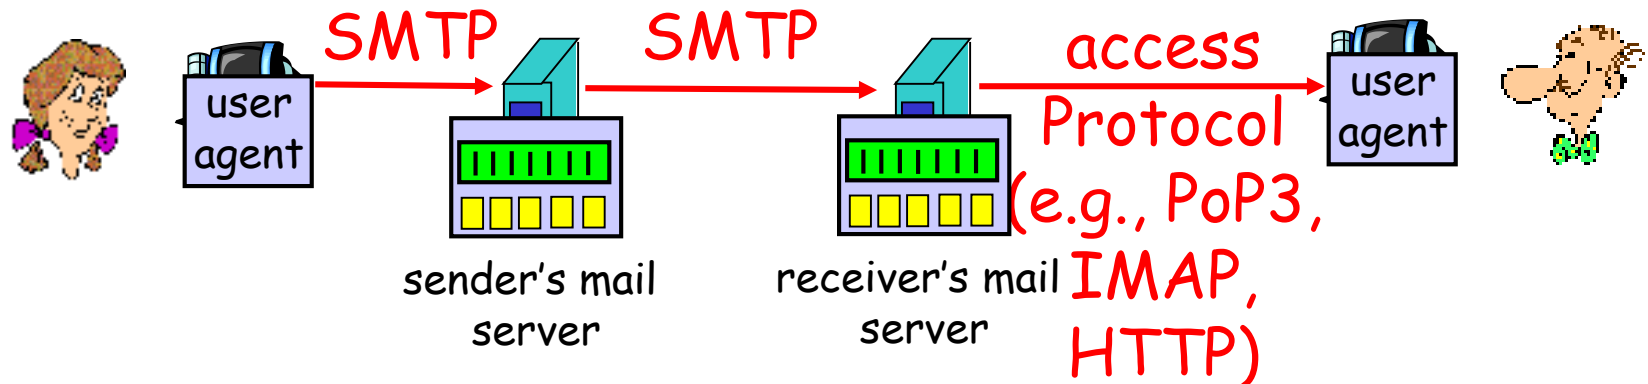 SMTP
SMTP
access
Protocol
(e.g., PoP3,
IMAP,
HTTP)
user
agent
user
agent
sender's mail
server
receiver's mail
server